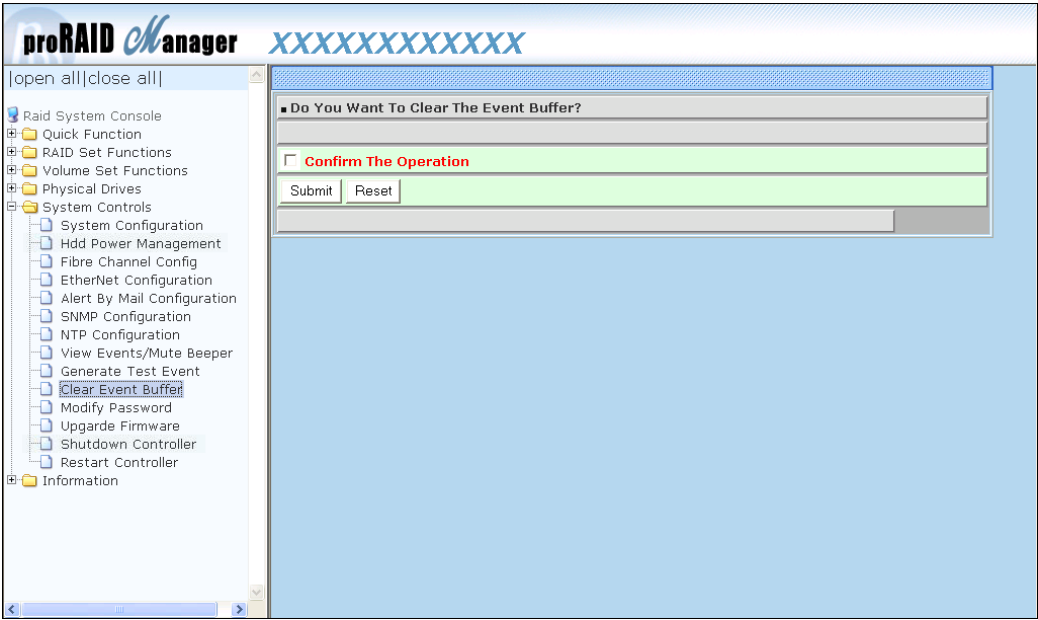 proRAID Manager XXXXXXXXXXXX
|open all|close all|
Raid System Console
Quick Function
RAID Set Functions
Volume Set Functions
Physical Drives
System Controls
System Configuration
Hdd Power Management
Fibre Channel Config
EtherNet Configuration
Alert By Mail Configuration
SNMP Configuration
NTP Configuration
View Events/Mute Beeper
Generate Test Event
Clear Event Buffer
Modify Password
Upgarde Firmware
Shutdown Controller
Restart Controller
Information
Do You Want To Clear The Event Buffer?
Confirm The Operation
Submit Reset